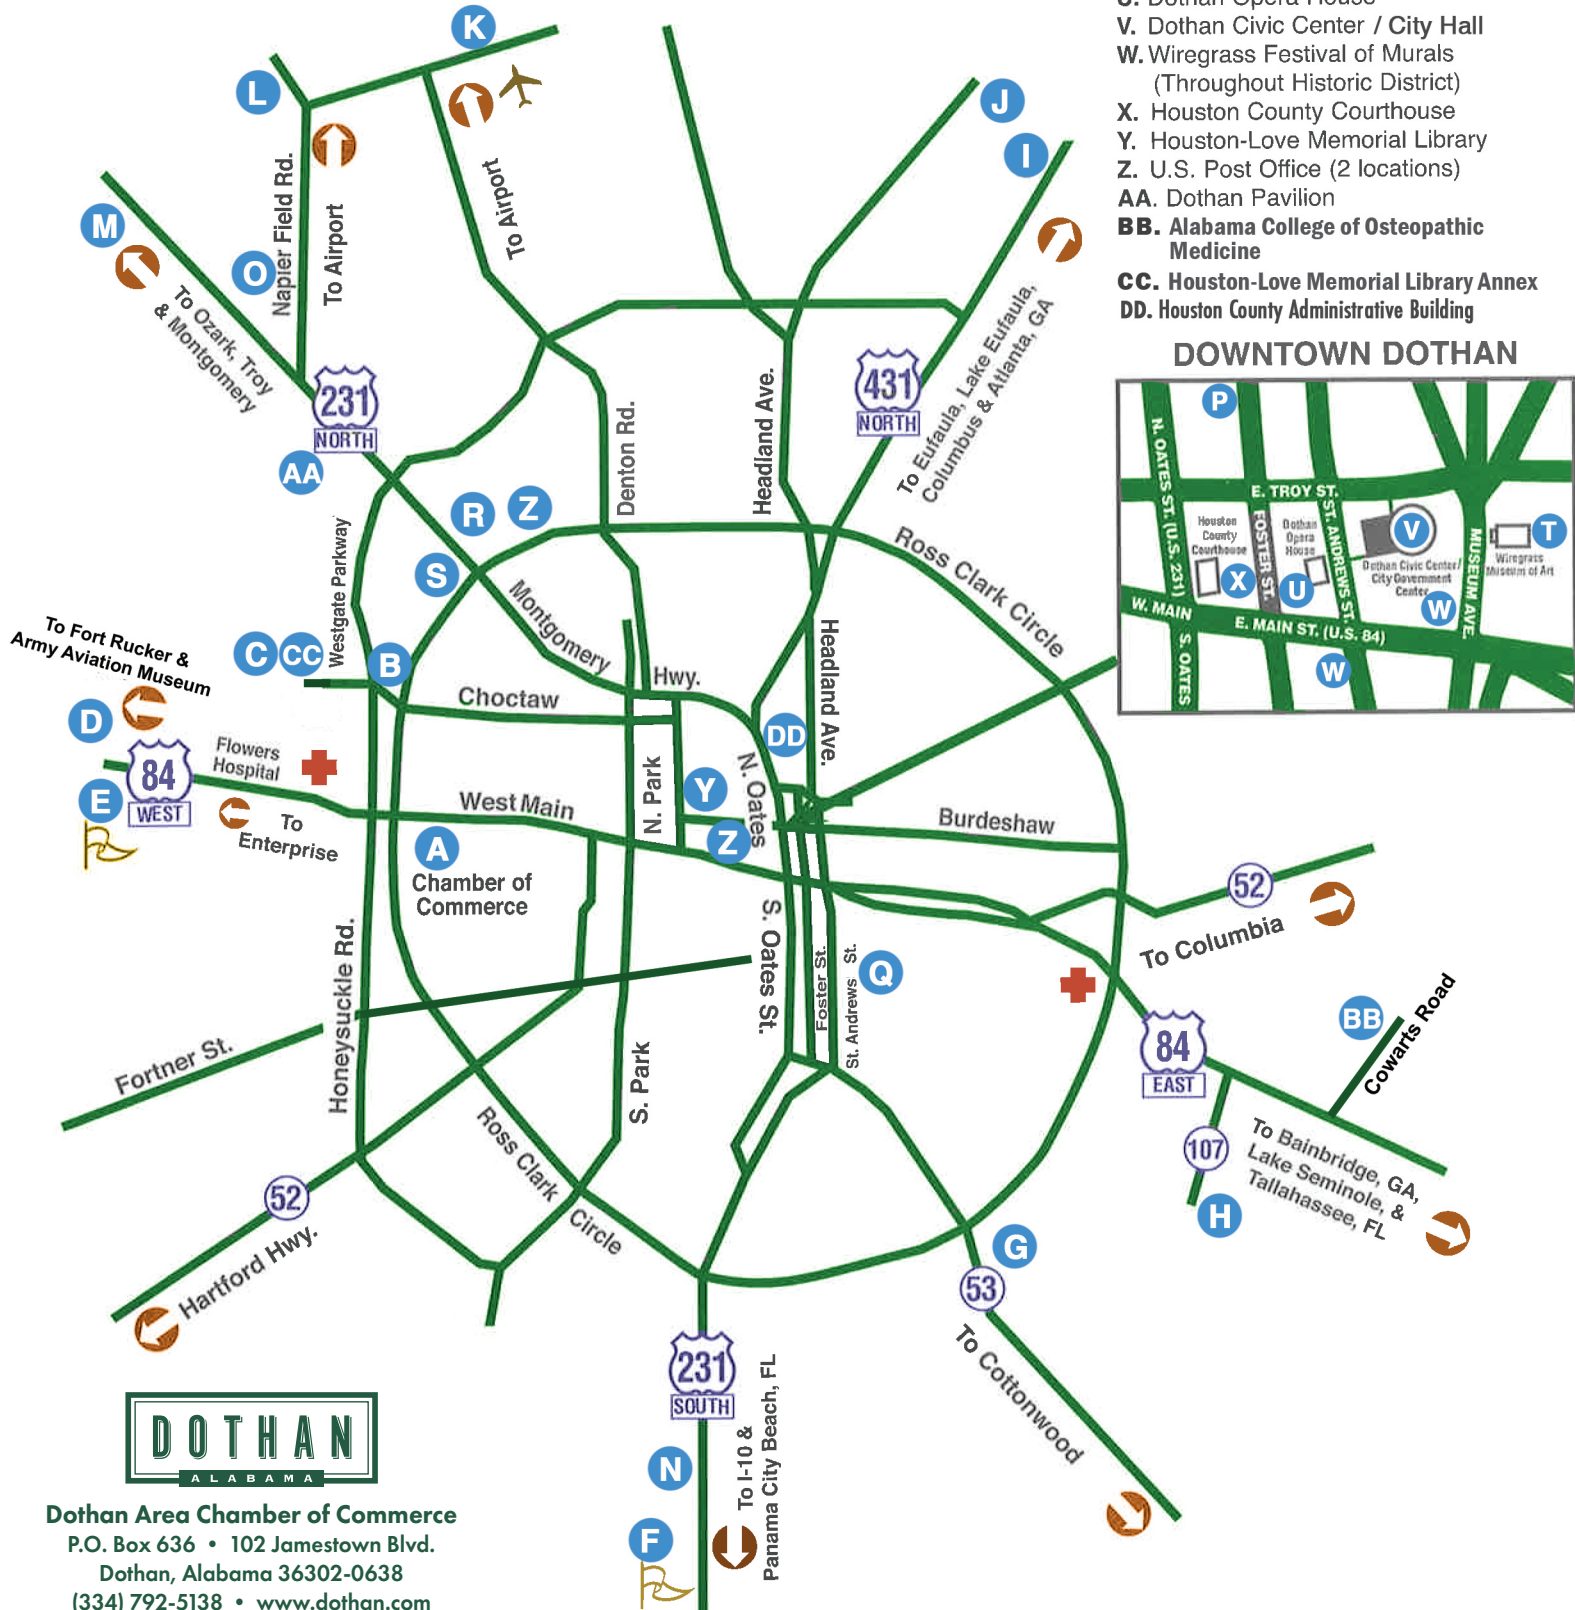 U. Dothan Opera House
V. Dothan Civic Center / City Hall
W. Wiregrass Festival of Murals
(Throughout Historic District)
X. Houston County Courthouse
Y. Houston-Love Memorial Library
Z. U.S. Post Office (2 locations)
AA. Dothan Pavilion
BB. Alabama College of Osteopathic
Medicine
CC. Houston-Love Memorial Library Annex
DD. Houston County Administrative Building
DOWNTOWN DOTHAN
P
N. OATES ST. (U.S. 231)
E. TROY ST.
Houston
County
Courthouse
X
FOSTER ST.
Dothan
Opera
House
U
ST. ANDREWS ST.
V
Dothan Civic Center/
City Government
Center
W
MUSEUM AVE.
T
Wiregrass
Museum of Art
W. MAIN
E. MAIN ST. (U.S. 84)
S. OATES
W
K
L
J
I
M
O
Napier Field Rd.
To Airport
To Airport
To Ozark, Troy
& Montgomery
231
NORTH
AA
431
NORTH
To Eufaula, Lake Eufaula,
Columbus & Atlanta, GA
Denton Rd.
Headland Ave.
R
Z
S
Westgate Parkway
Montgomery
Hwy.
Ross Clark Circle
To Fort Rucker &
Army Aviation Museum
C
CC
B
Choctaw
Headland Ave.
D
DD
84
WEST
Flowers
Hospital
E
To
Enterprise
West Main
N. Park
Y
N. Oates
Z
Burdeshaw
A
Chamber of
Commerce
52
To Columbia
Honeysuckle Rd.
S. Oates St.
Foster St.
St. Andrews St.
Q
Fortner St.
S. Park
84
EAST
BB
Cowarts Road
Ross Clark
Circle
107
H
To Bainbridge, GA,
Lake Seminole, &
Tallahassee, FL
52
Hartford Hwy.
G
53
To Cottonwood
231
SOUTH
N
F
To I-10 &
Panama City Beach, FL
DOTHAN
ALABAMA
Dothan Area Chamber of Commerce
P.O. Box 636 • 102 Jamestown Blvd.
Dothan, Alabama 36302-0638
(334) 792-5138 • www.dothan.com